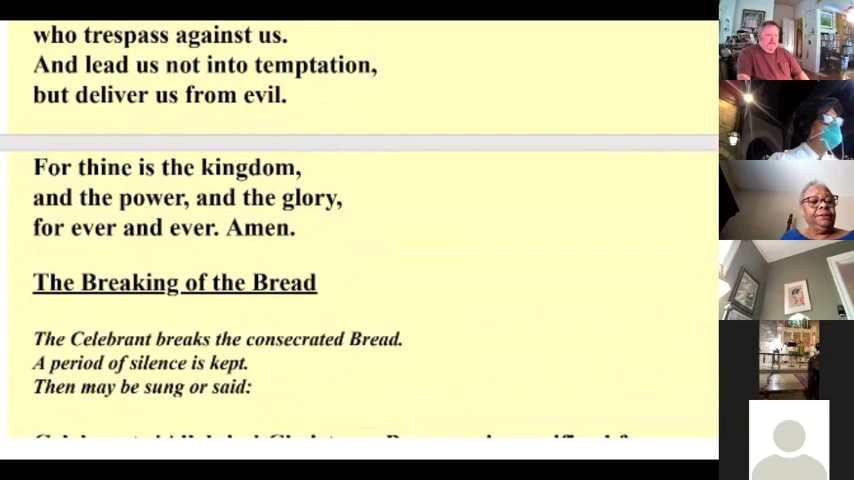 who trespass against us.
And lead us not into temptation,
but deliver us from evil.
For thine is the kingdom,
and the power, and the glory,
for ever and ever. Amen.
The Breaking of the Bread
The Celebrant breaks the consecrated Bread.
A period of silence is kept.
Then may be sung or said: